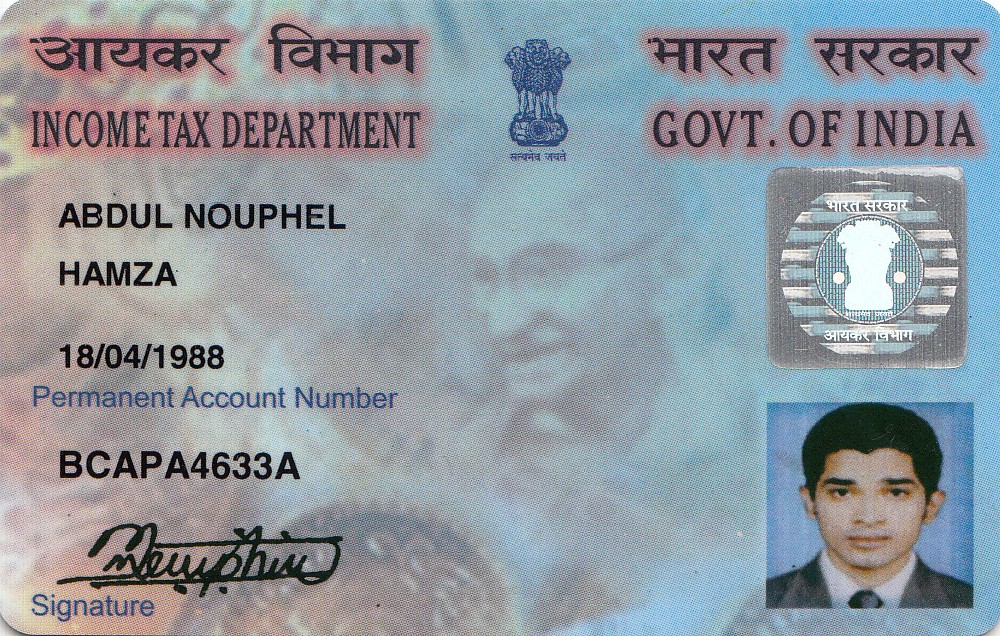 आयकर विभाग
INCOME TAX DEPARTMENT
सत्यमेव जयते
भारत सरकार
GOVT. OF INDIA
ABDUL NOUPHEL
HAMZA
18/04/1988
Permanent Account Number
BCAPA4633A
Signature
भारत सरकार
आयकर विभाग